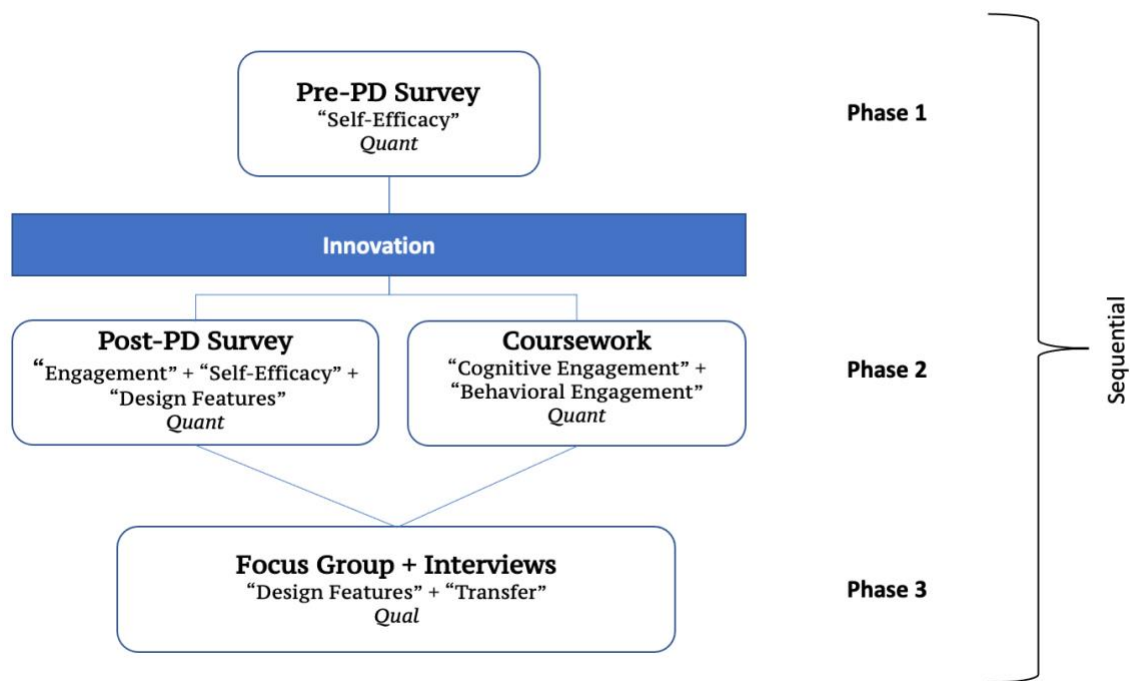 Pre-PD Survey
“Self-Efficacy”
Quant
Phase 1
Innovation
Post-PD Survey
“Engagement” + “Self-Efficacy” +
“Design Features”
Quant
Coursework
“Cognitive Engagement” +
“Behavioral Engagement”
Quant
Phase 2
Focus Group + Interviews
“Design Features” + “Transfer”
Qual
Phase 3
Sequential